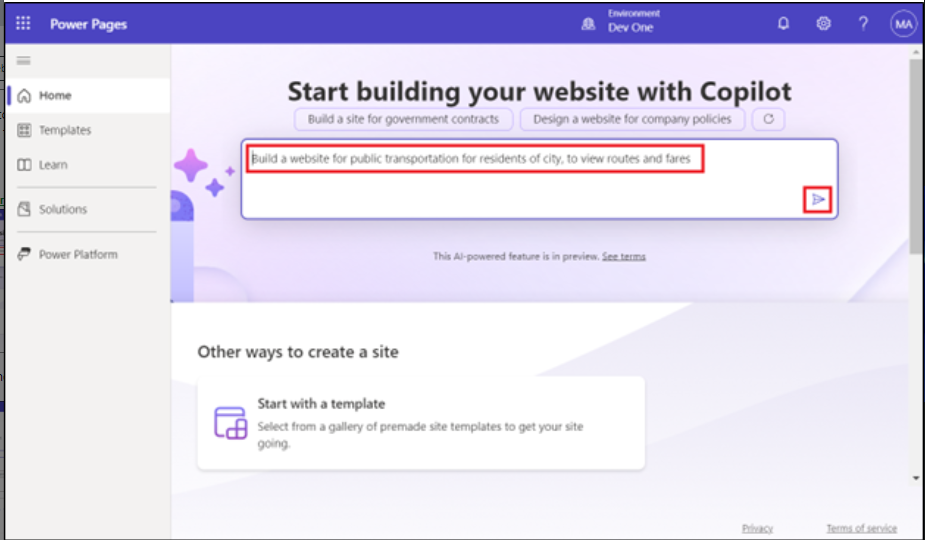 Power Pages
Environment
Dev One
MA
Home
Templates
Learn
Solutions
Power Platform
Start building your website with Copilot
Build a site for government contracts
Design a website for company policies
Build a website for public transportation for residents of city, to view routes and fares
This AI-powered feature is in preview. See terms
Other ways to create a site
Start with a template
Select from a gallery of premade site templates to get your site
going.
Privacy
Terms of service